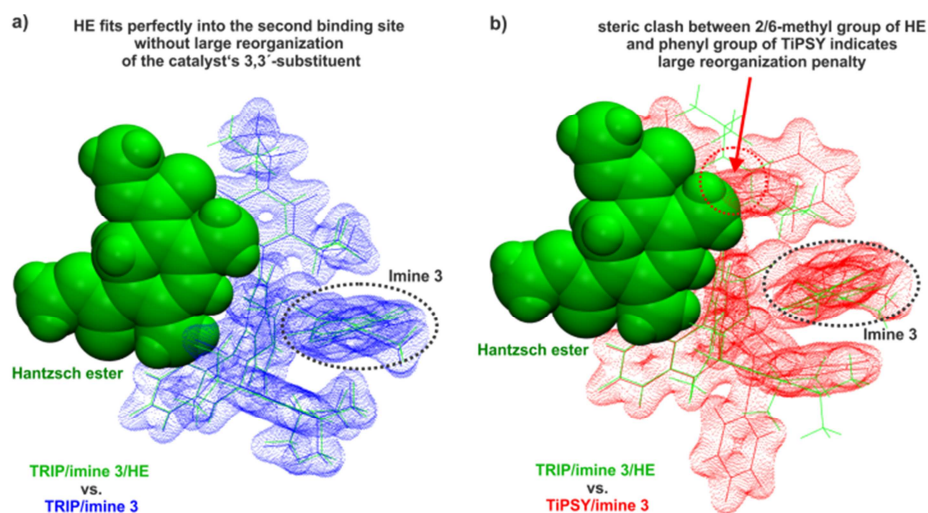 a)
HE fits perfectly into the second binding site
without large reorganization
of the catalyst's 3,3´-substituent
Imine 3
Hantzsch ester
TRIP/imine 3/HE
vs.
TRIP/imine 3
b)
steric clash between 2/6-methyl group of HE
and phenyl group of TiPSY indicates
large reorganization penalty
Imine 3
Hantzsch ester
TRIP/imine 3/HE
vs.
TiPSY/imine 3